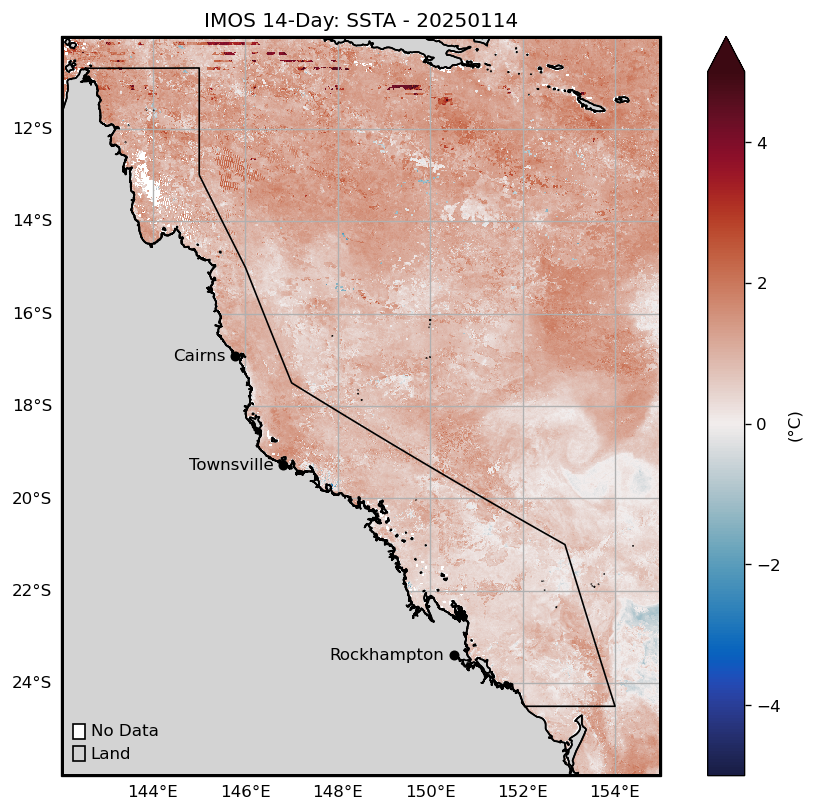 IMOS 14-Day: SSTA - 20250114
12°S
14°S
16°S
18°S
20°S
22°S
24°S
Cairns
Townsville
Rockhampton
No Data
Land
144°E 146°E 148°E 150°E 152°E 154°E
4
2
0
−2
−4
(°C)